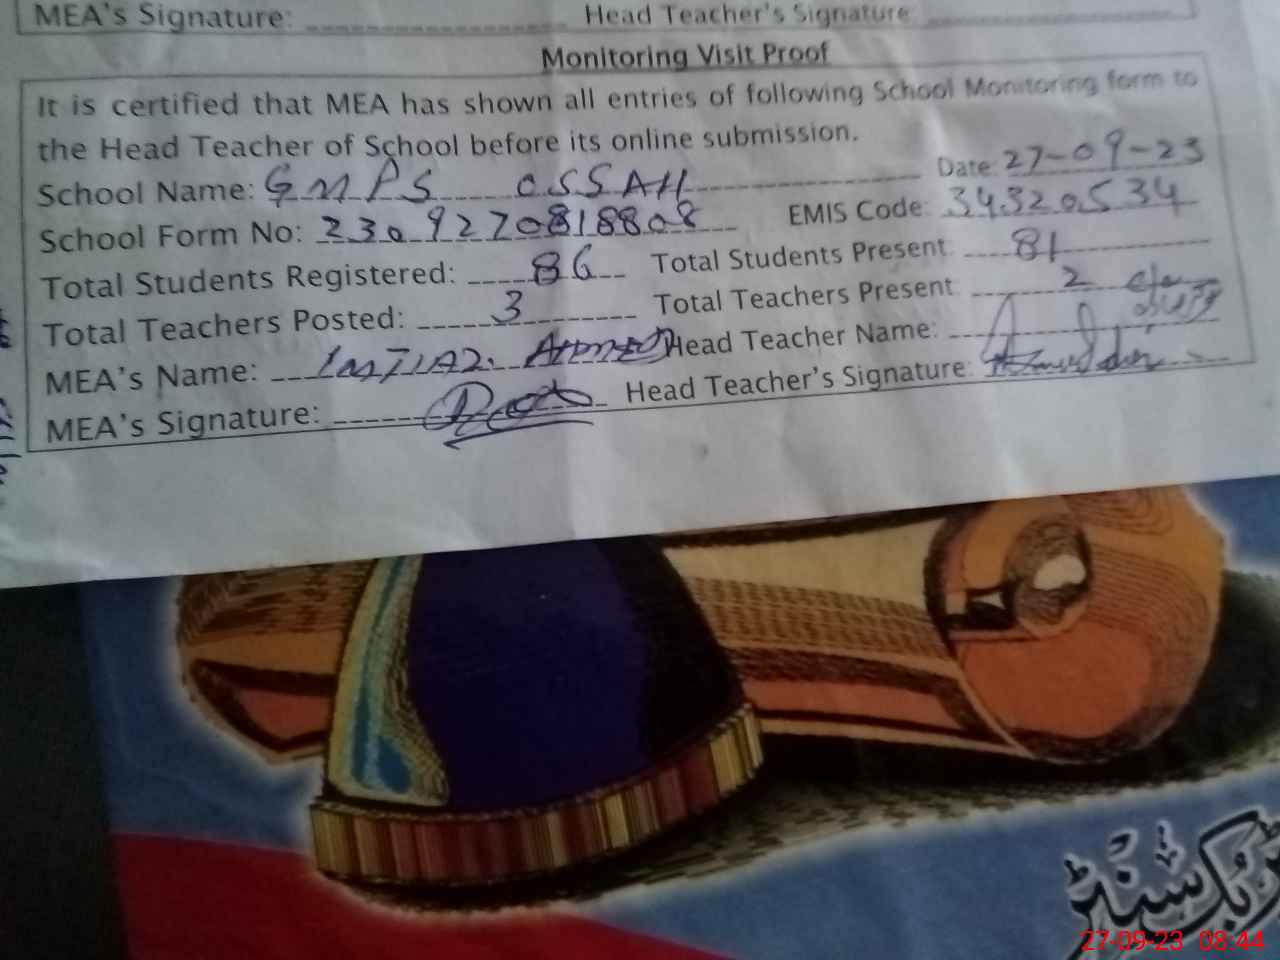 MEA's Signature: Head Teacher's Signature:
Monitoring Visit Proof
It is certified that MEA has shown all entries of following School Monitoring form to
the Head Teacher of School before its online submission.
School Name: GMPS OSSAH Date: 27-09-23
School Form No: 2309270818808 EMIS Code: 34320534
Total Students Registered: 86 Total Students Present 81
Total Teachers Posted: 3 Total Teachers Present 2
MEA's Name: IMTIAZ AHMED Head Teacher Name:
MEA's Signature: Head Teacher's Signature:
27-09-23 08:44